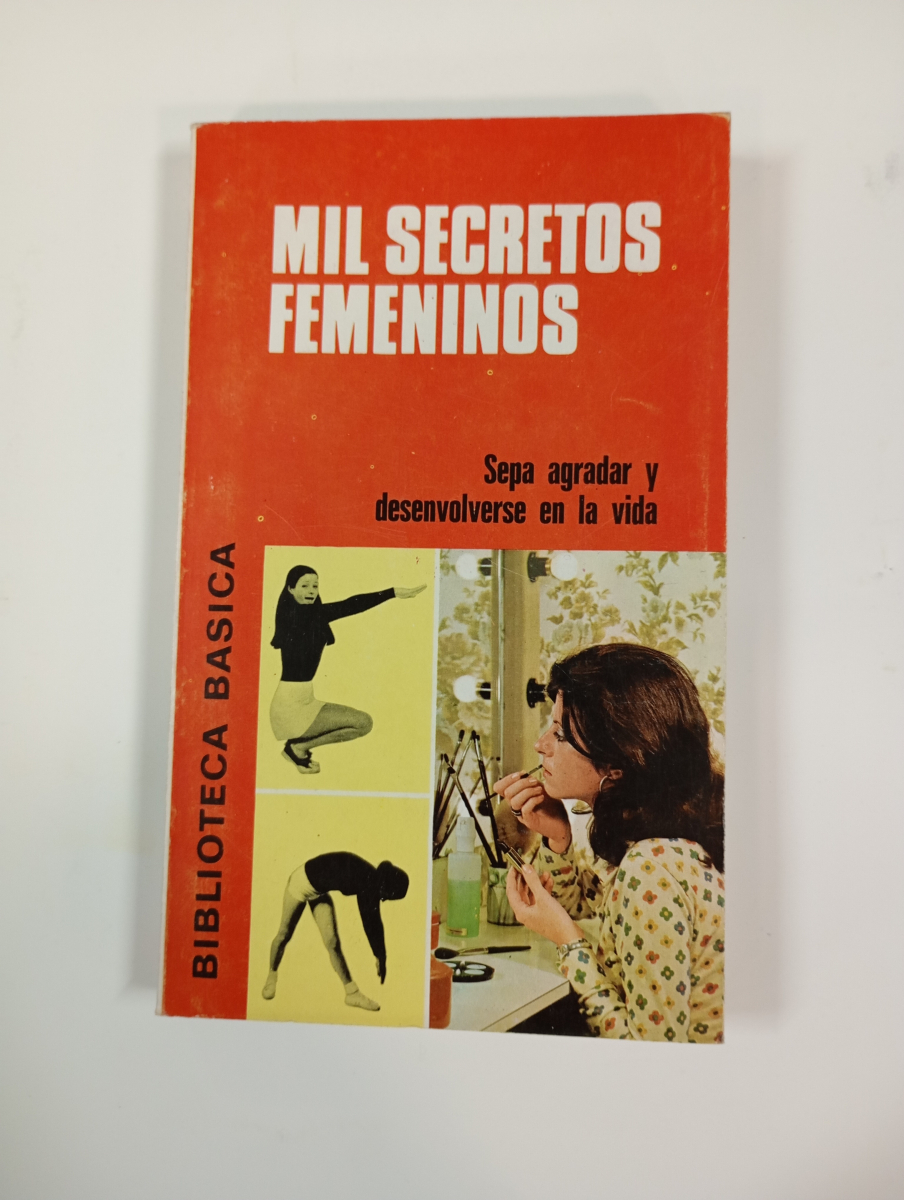 MIL SECRETOS
FEMENINOS
Sepa agradar y
desenvolverse en la vida
BIBLIOTECA BASICA